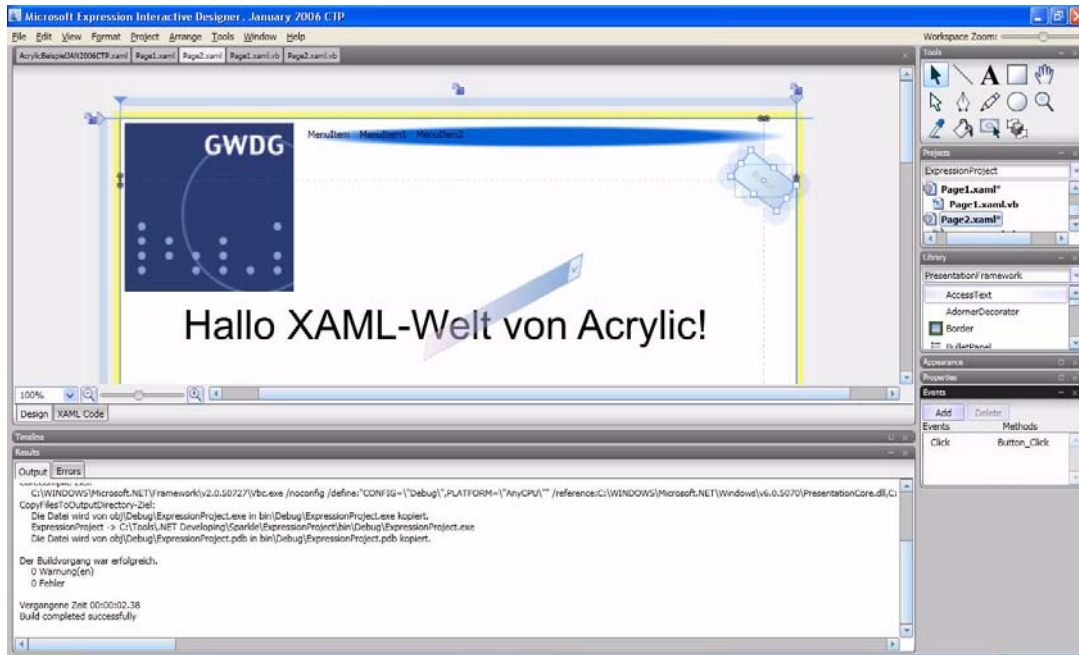 Microsoft Expression Interactive Designer, January 2006 CTP
File Edit View Format Project Arrange Tools Window Help
Workspace Zoom:
AcrylicBeispielJAN2006CTP.xaml Page1.xaml Page2.xaml Page1.xaml.vb Page2.xaml.vb
Tools
A
GWDG
MenuItem MenuItem1 MenuItem2
Hallo XAML-Welt von Acrylic!
Projects
ExpressionProject
Page1.xaml*
Page1.xaml.vb
Page2.xaml*
Library
PresentationFramework
AccessText
AdornerDecorator
Border
BulletPanel
Appearance
Properties
Events
Add Delete
Events Methods
Click Button_Click
100%
Design XAML Code
Timeline
Results
Output Errors
C:\WINDOWS\Microsoft.NET\Framework\v2.0.50727\Vbc.exe /noconfig /define:"CONFIG=\"Debug\",PLATFORM=\"AnyCPU\"" /reference:C:\WINDOWS\Microsoft.NET\Windows\v6.0.5070\PresentationCore.dll,C:
CopyFilesToOutputDirectory-Ziel:
Die Datei wird von obj\Debug\ExpressionProject.exe in bin\Debug\ExpressionProject.exe kopiert.
ExpressionProject -> C:\Tools\.NET Developing\Sparkle\ExpressionProject\bin\Debug\ExpressionProject.exe
Die Datei wird von obj\Debug\ExpressionProject.pdb in bin\Debug\ExpressionProject.pdb kopiert.
Der Buildvorgang war erfolgreich.
0 Warnung(en)
0 Fehler
Vergangene Zeit 00:00:02.38
Build completed successfully